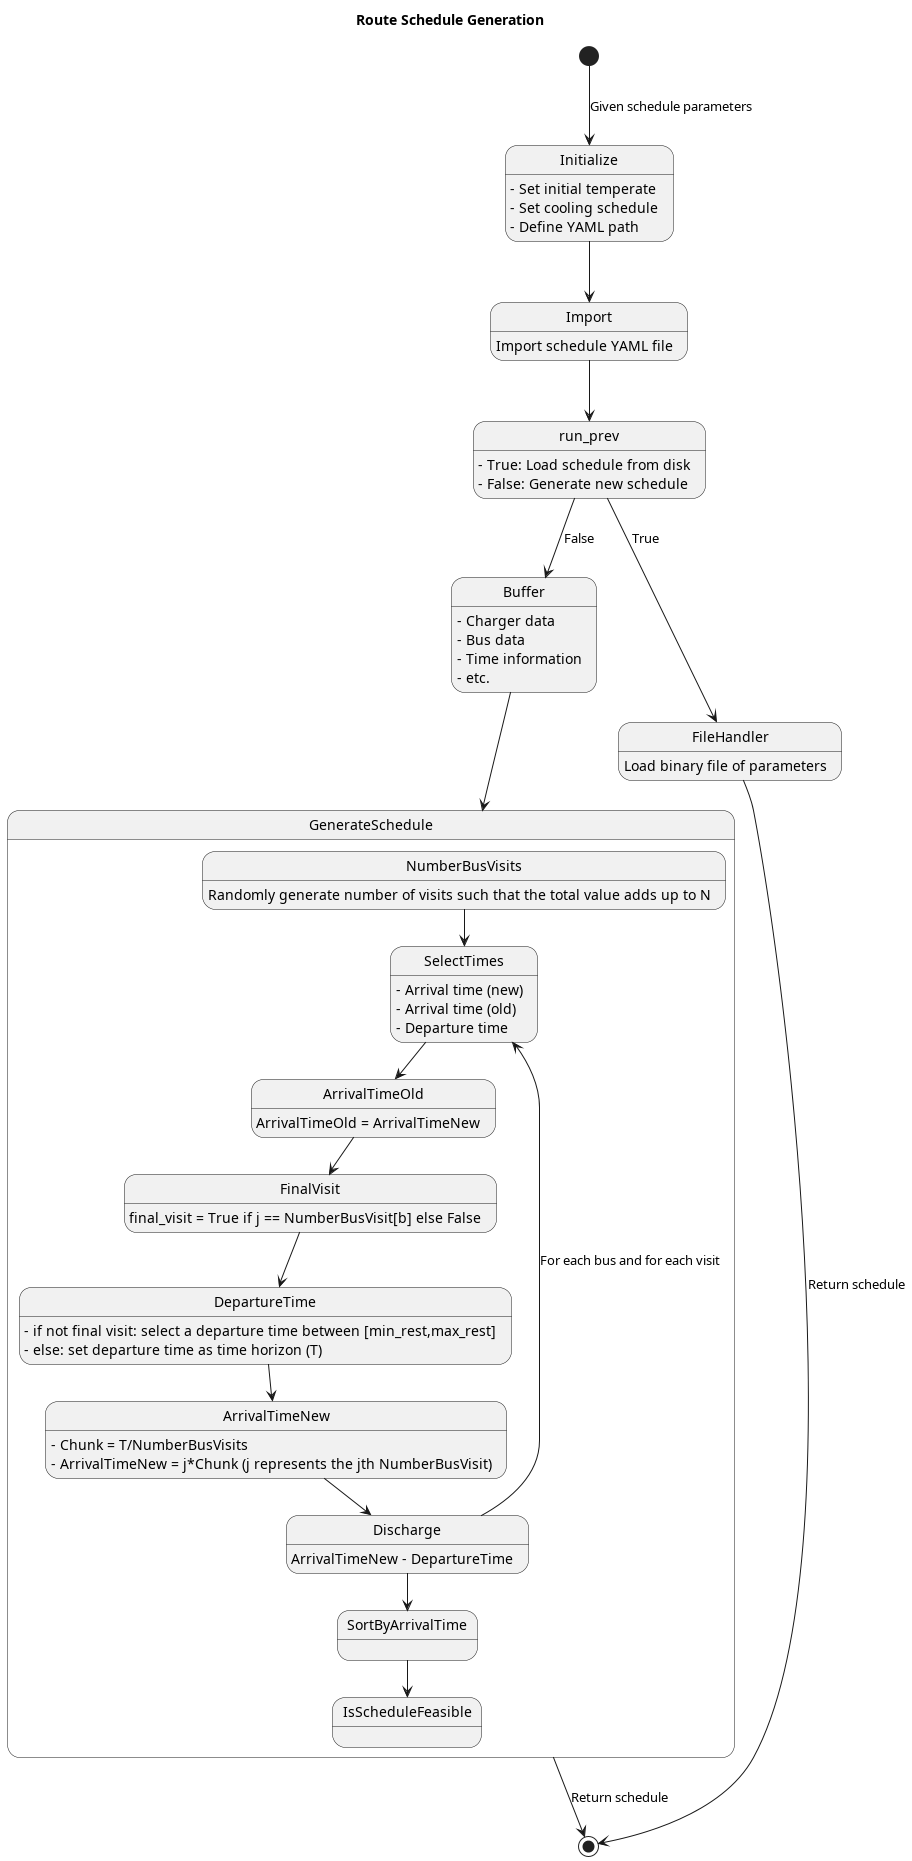 Route Schedule Generation
Given schedule parameters
Initialize
- Set initial temperate
- Set cooling schedule
- Define YAML path
Import
Import schedule YAML file
run_prev
- True: Load schedule from disk
- False: Generate new schedule
False
True
Buffer
- Charger data
- Bus data
- Time information
- etc.
FileHandler
Load binary file of parameters
GenerateSchedule
NumberBusVisits
Randomly generate number of visits such that the total value adds up to N
SelectTimes
- Arrival time (new)
- Arrival time (old)
- Departure time
ArrivalTimeOld
ArrivalTimeOld = ArrivalTimeNew
FinalVisit
final_visit = True if j == NumberBusVisit[b] else False
For each bus and for each visit
Return schedule
DepartureTime
- if not final visit: select a departure time between [min_rest,max_rest]
- else: set departure time as time horizon (T)
ArrivalTimeNew
- Chunk = T/NumberBusVisits
- ArrivalTimeNew = j*Chunk (j represents the jth NumberBusVisit)
Discharge
ArrivalTimeNew - DepartureTime
SortByArrivalTime
IsScheduleFeasible
Return schedule